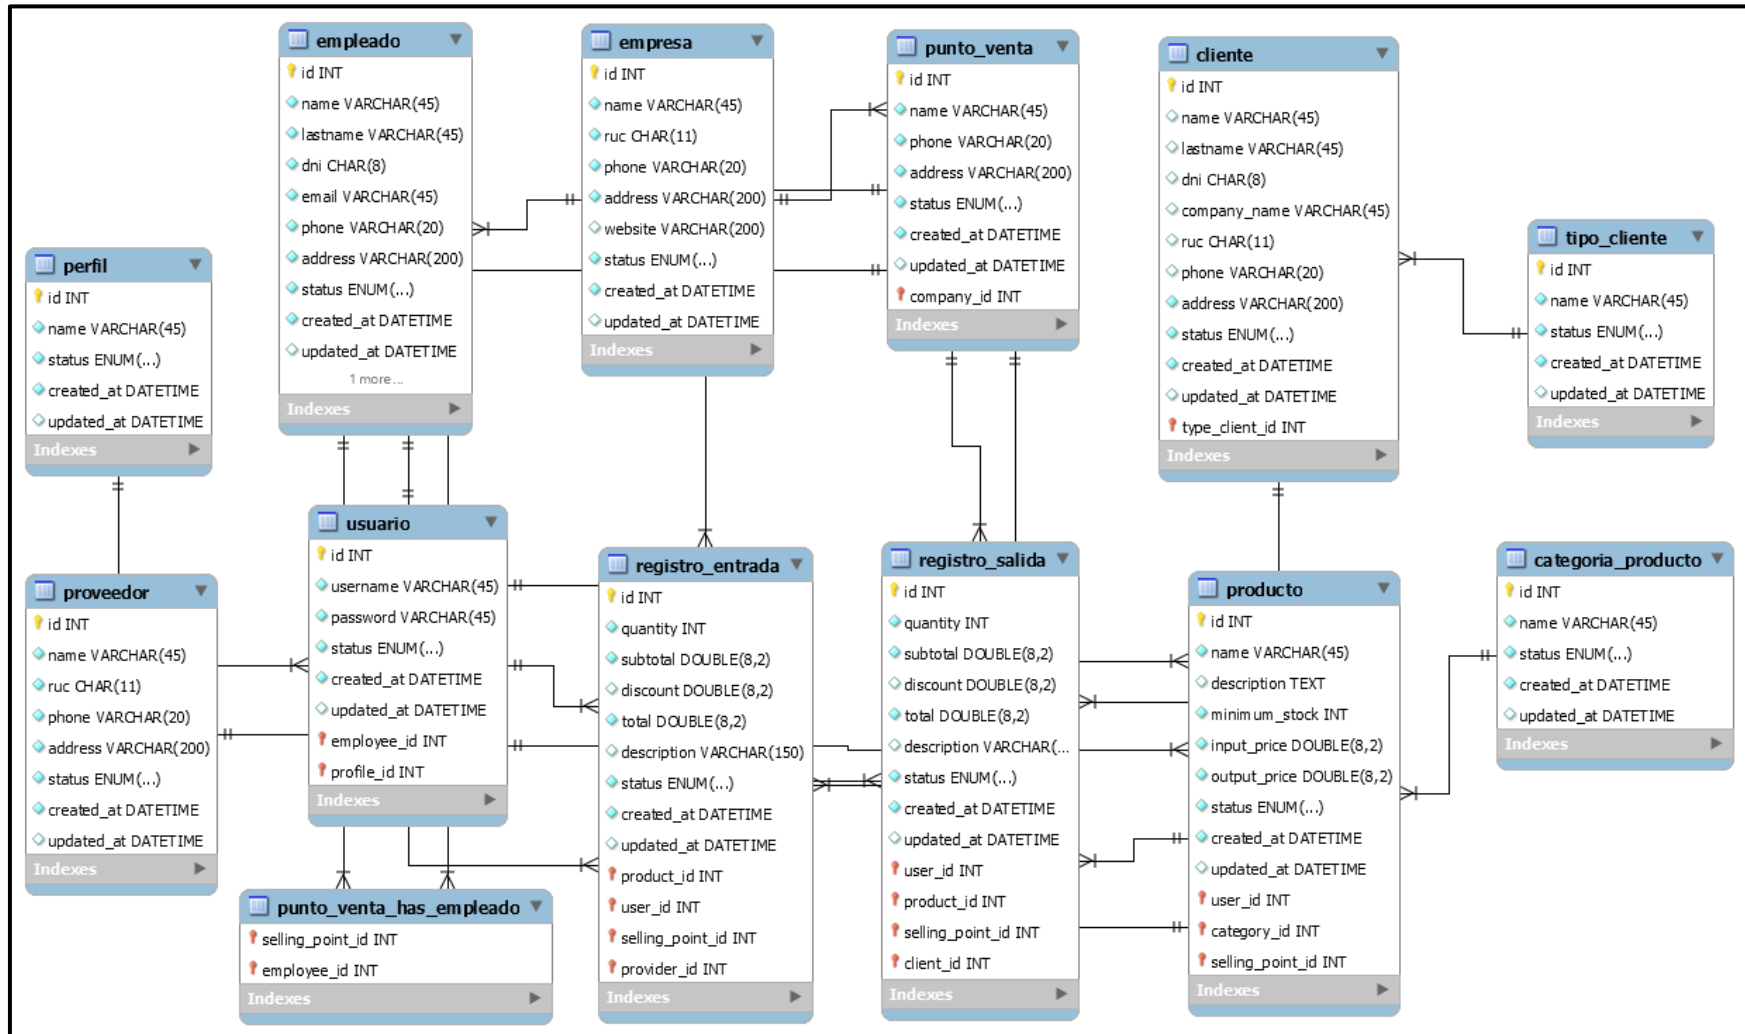 empleado
id INT
name VARCHAR(45)
lastname VARCHAR(45)
dni CHAR(8)
email VARCHAR(45)
phone VARCHAR(20)
address VARCHAR(200)
status ENUM(...)
created_at DATETIME
updated_at DATETIME
1 more...
Indexes
empresa
id INT
name VARCHAR(45)
ruc CHAR(11)
phone VARCHAR(20)
address VARCHAR(200)
website VARCHAR(200)
status ENUM(...)
created_at DATETIME
updated_at DATETIME
Indexes
punto_venta
id INT
name VARCHAR(45)
phone VARCHAR(20)
address VARCHAR(200)
status ENUM(...)
created_at DATETIME
updated_at DATETIME
company_id INT
Indexes
cliente
id INT
name VARCHAR(45)
lastname VARCHAR(45)
dni CHAR(8)
company_name VARCHAR(45)
ruc CHAR(11)
phone VARCHAR(20)
address VARCHAR(200)
status ENUM(...)
created_at DATETIME
updated_at DATETIME
type_client_id INT
Indexes
tipo_cliente
id INT
name VARCHAR(45)
status ENUM(...)
created_at DATETIME
updated_at DATETIME
Indexes
perfil
id INT
name VARCHAR(45)
status ENUM(...)
created_at DATETIME
updated_at DATETIME
Indexes
proveedor
id INT
name VARCHAR(45)
ruc CHAR(11)
phone VARCHAR(20)
address VARCHAR(200)
status ENUM(...)
created_at DATETIME
updated_at DATETIME
Indexes
usuario
id INT
username VARCHAR(45)
password VARCHAR(45)
status ENUM(...)
created_at DATETIME
updated_at DATETIME
employee_id INT
profile_id INT
Indexes
punto_venta_has_empleado
selling_point_id INT
employee_id INT
Indexes
registro_entrada
id INT
quantity INT
subtotal DOUBLE(8,2)
discount DOUBLE(8,2)
total DOUBLE(8,2)
description VARCHAR(150)
status ENUM(...)
created_at DATETIME
updated_at DATETIME
product_id INT
user_id INT
selling_point_id INT
provider_id INT
Indexes
registro_salida
id INT
quantity INT
subtotal DOUBLE(8,2)
discount DOUBLE(8,2)
total DOUBLE(8,2)
description VARCHAR(...
status ENUM(...)
created_at DATETIME
updated_at DATETIME
user_id INT
product_id INT
selling_point_id INT
client_id INT
Indexes
producto
id INT
name VARCHAR(45)
description TEXT
minimum_stock INT
input_price DOUBLE(8,2)
output_price DOUBLE(8,2)
status ENUM(...)
created_at DATETIME
updated_at DATETIME
user_id INT
category_id INT
selling_point_id INT
Indexes
categoria_producto
id INT
name VARCHAR(45)
status ENUM(...)
created_at DATETIME
updated_at DATETIME
Indexes